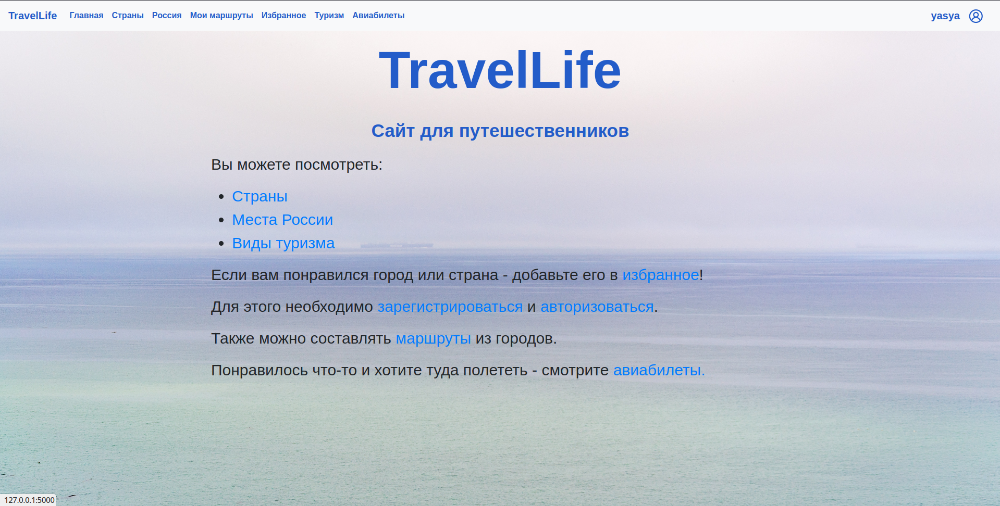 TravelLife Главная Страны Россия Мои маршруты Избранное Туризм Авиабилеты yasya
TravelLife
Сайт для путешественников
Вы можете посмотреть:
Страны
Места России
Виды туризма
Если вам понравился город или страна - добавьте его в избранное!
Для этого необходимо зарегистрироваться и авторизоваться.
Также можно составлять маршруты из городов.
Понравилось что-то и хотите туда полететь - смотрите авиабилеты.
127.0.0.1:5000